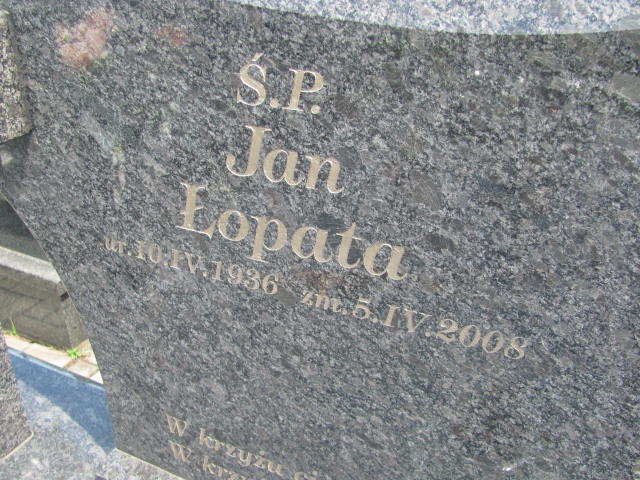 Ś.P.
Jan
Łopata
ur.10.IV.1936 zm.5.IV.2008
W krzyżu
W